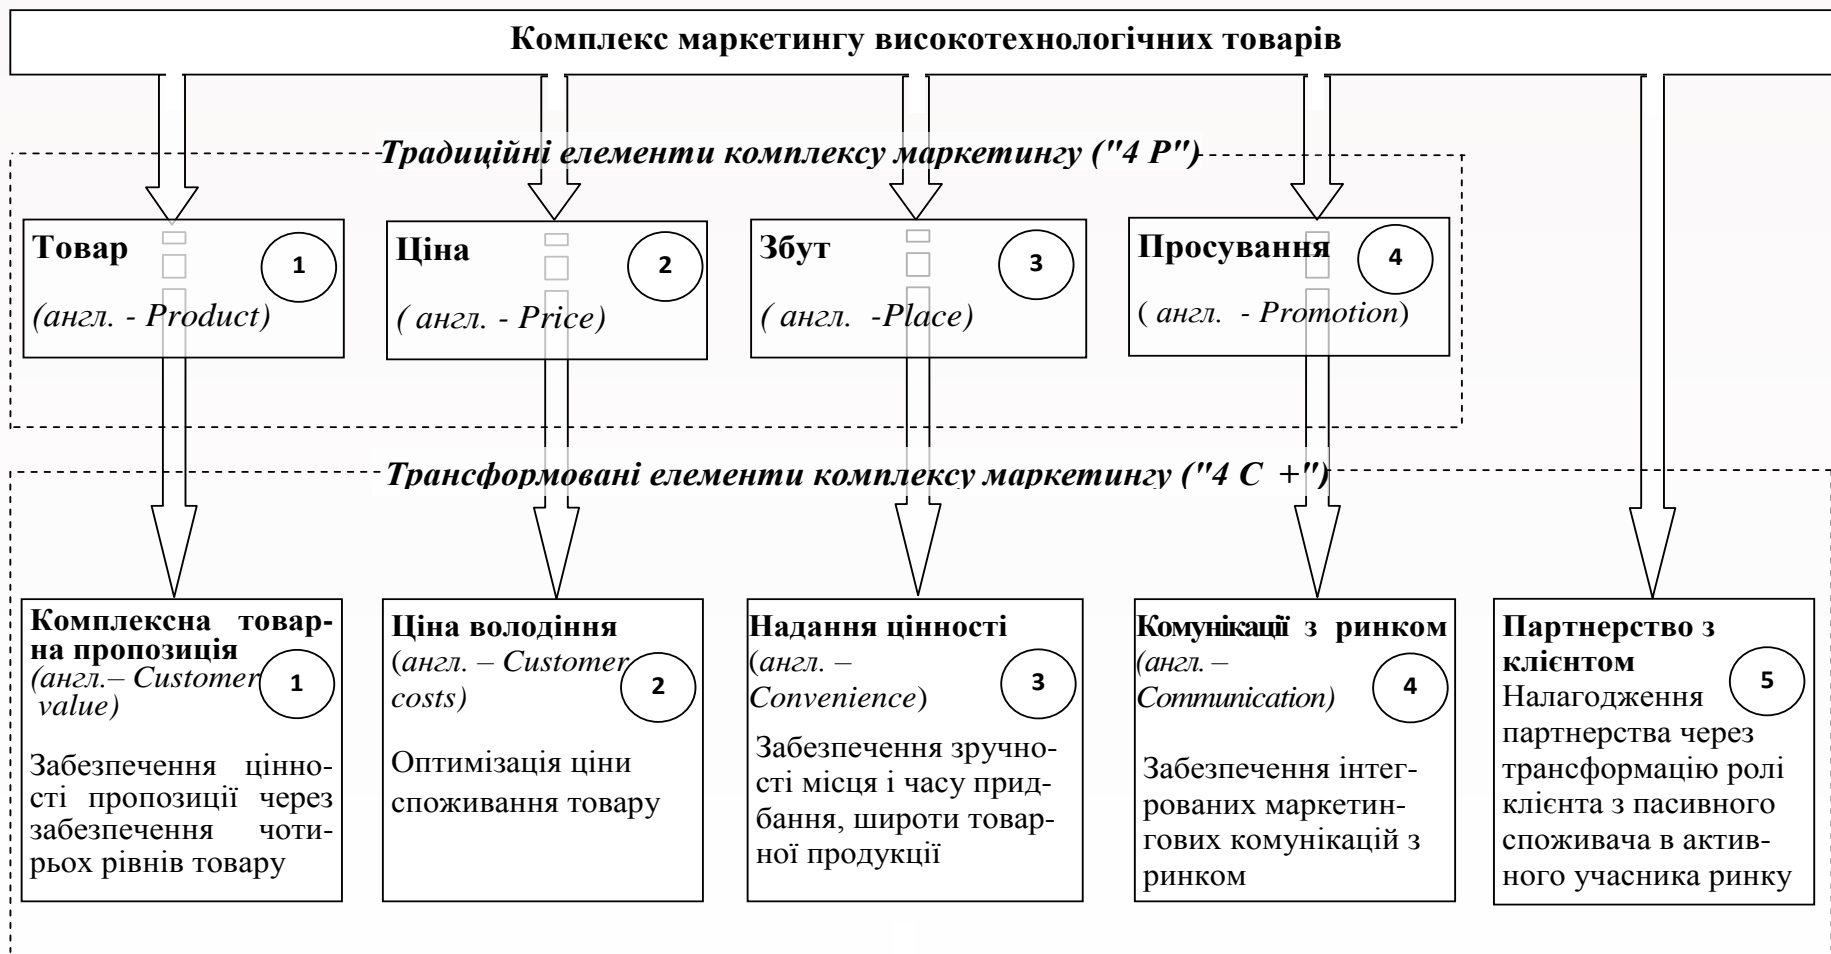 Комплекс маркетингу високотехнологічних товарів
Традиційні елементи комплексу маркетингу ("4 P")
Товар
1
(англ. - Product)
Ціна
2
( англ. - Price)
Збут
3
( англ. -Place)
Просування
4
( англ. - Promotion)
Трансформовані елементи комплексу маркетингу ("4 C +")
Комплексна товар-
на пропозиція
(англ.– Customer
value)
1
Забезпечення цінно-
сті пропозиції через
забезпечення чоти-
рьох рівнів товару
Ціна володіння
(англ. – Customer
costs)
2
Оптимізація ціни
споживання товару
Надання цінності
(англ. –
Convenience)
3
Забезпечення зручно-
сті місця і часу прид-
бання, широти товар-
ної продукції
Комунікації з ринком
(англ. –
Communication)
4
Забезпечення інтег-
рованих маркетин-
гових комунікацій з
ринком
Партнерство з
клієнтом
5
Налагодження
партнерства через
трансформацію ролі
клієнта з пасивного
споживача в актив-
ного учасника ринку